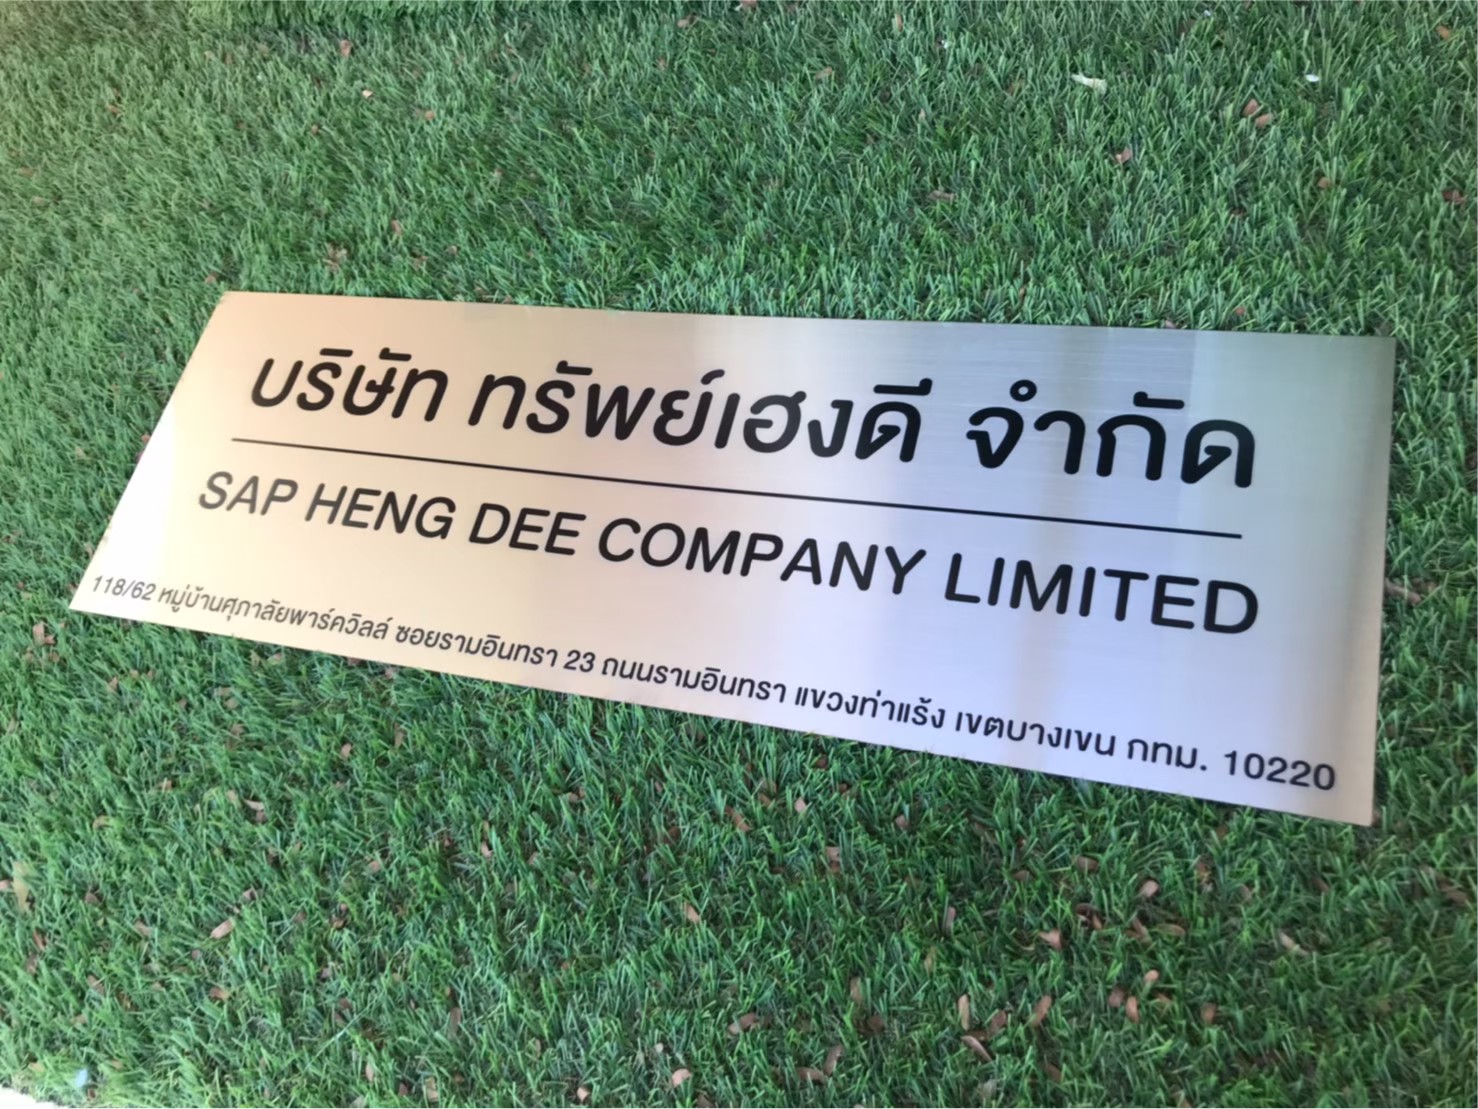 บริษัท ทรัพย์เฮงดี จำกัด
SAP HENG DEE COMPANY LIMITED
118/62 หมู่บ้านศุภาลัยพาร์ควิลล์ ซอยรามอินทรา 23 ถนนรามอินทรา แขวงท่าแร้ง เขตบางเขน กทม. 10220